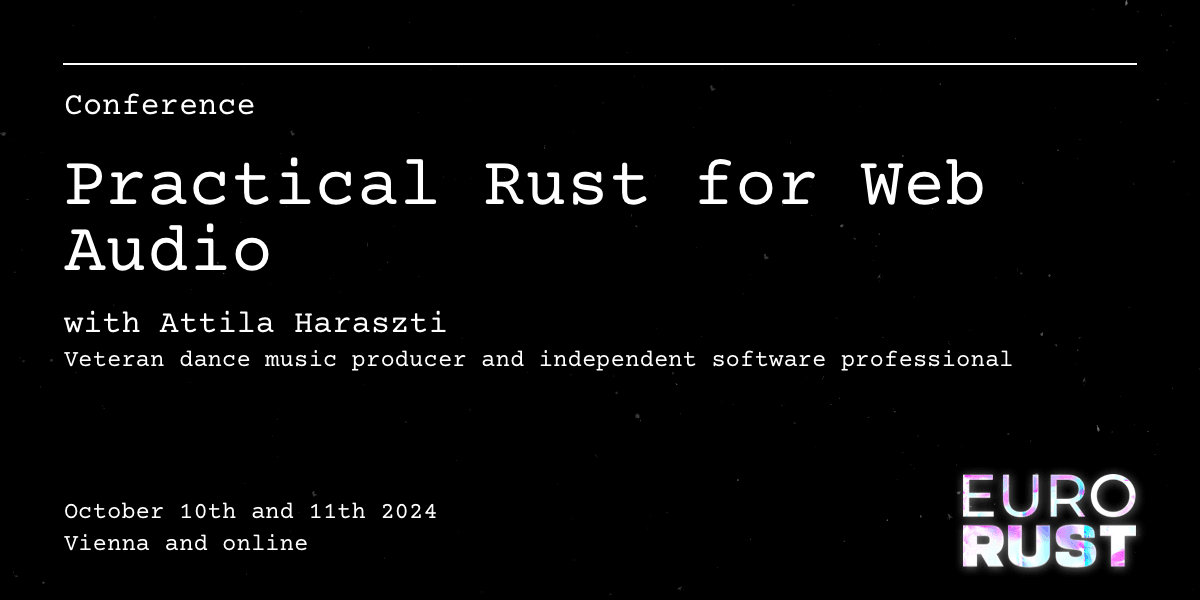 Conference
Practical Rust for Web
Audio
with Attila Haraszti
Veteran dance music producer and independent software professional
October 10th and 11th 2024
Vienna and online
EURO
RUST